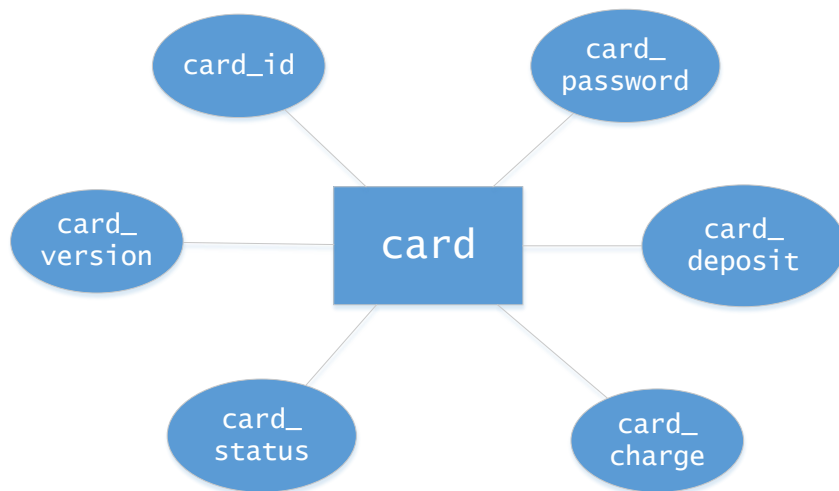 card_id
card_
password
card_
version
card
card_
deposit
card_
status
card_
charge